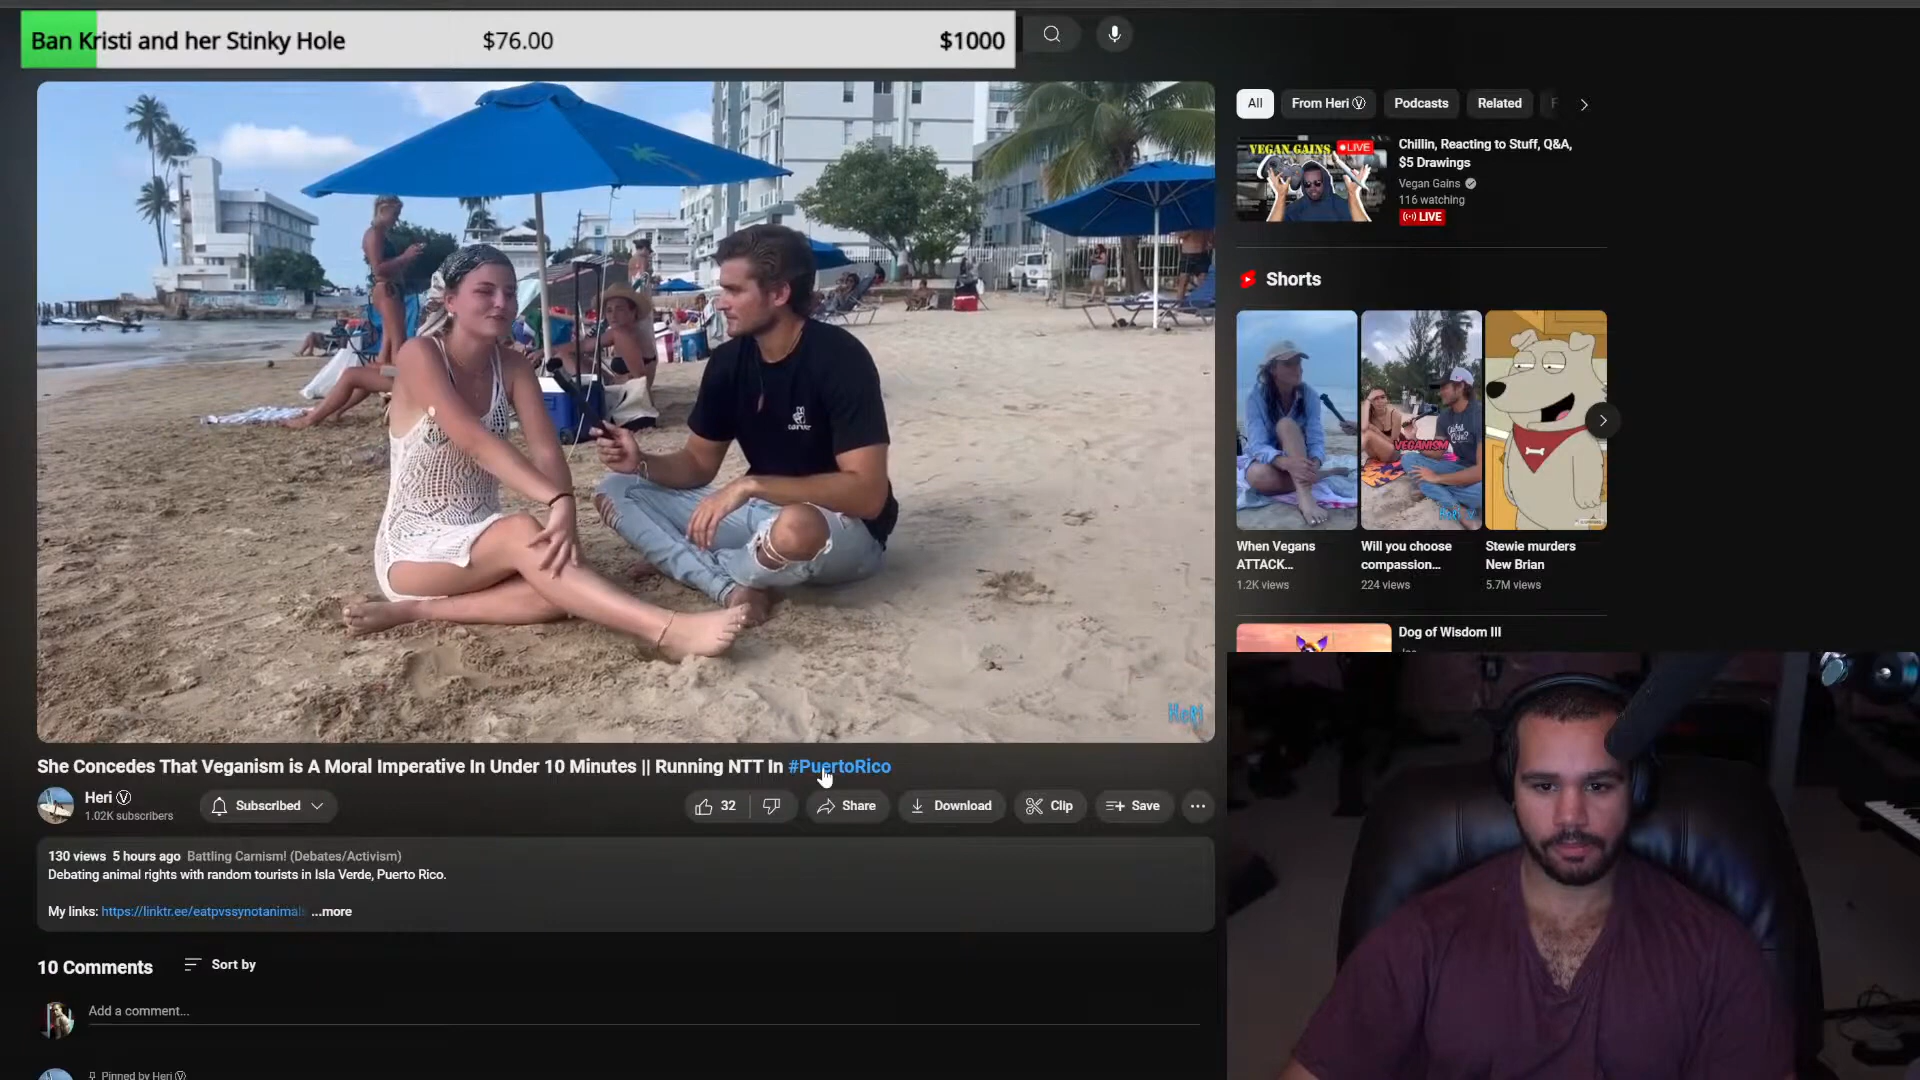 Ban Kristi and her Stinky Hole $76.00 $1000
All From Heri Ⓥ Podcasts Related F
VEGAN GAINS LIVE
Chillin, Reacting to Stuff, Q&A,
$5 Drawings
Vegan Gains
116 watching
LIVE
Shorts
VEGANISM
When Vegans
ATTACK...
1.2K views
Will you choose
compassion...
224 views
Stewie murders
New Brian
5.7M views
Dog of Wisdom III
Heri
She Concedes That Veganism is A Moral Imperative In Under 10 Minutes || Running NTT In #PuertoRico
Heri Ⓥ
1.02K subscribers
Subscribed
32
Share
Download
Clip
Save
130 views 5 hours ago Battling Carnism! (Debates/Activism)
Debating animal rights with random tourists in Isla Verde, Puerto Rico.
My links: https://linktr.ee/eatpvssynotanimal ...more
10 Comments Sort by
Add a comment...
Pinned by Heri Ⓥ